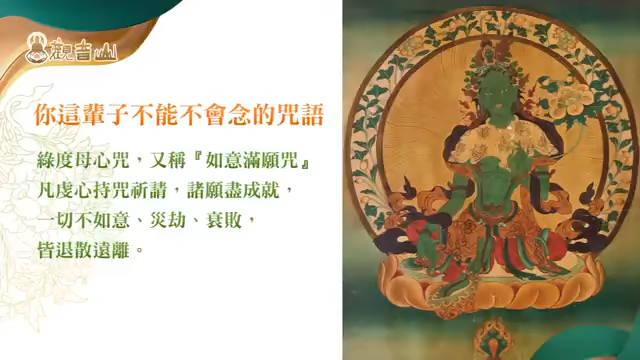 觀音山
你這輩子不能不會念的咒語
綠度母心咒，又稱『如意滿願咒』
凡虔心持咒祈請，諸願盡成就，
一切不如意、災劫、衰敗，
皆退散遠離。